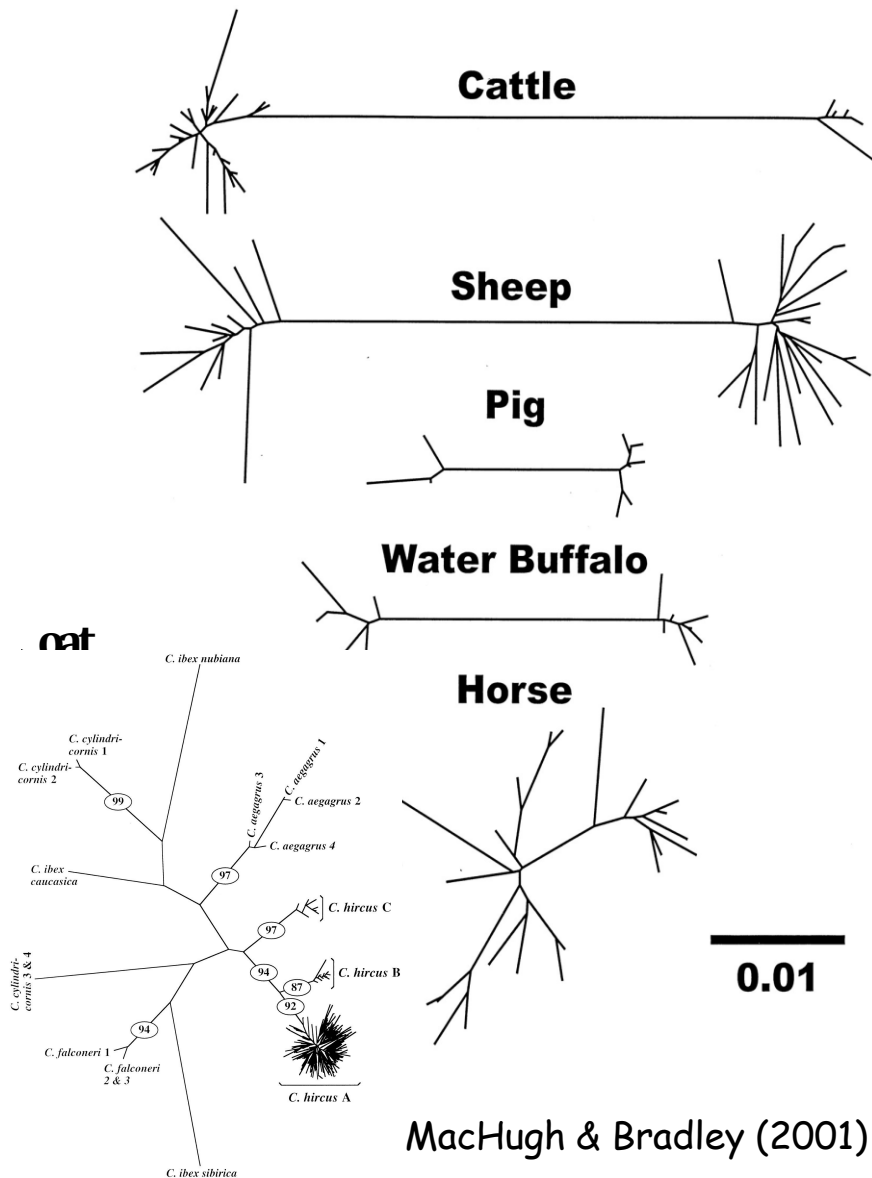 Cattle
Sheep
Pig
Water Buffalo
oat
C. ibex nubiana
Horse
C. cylindri-
cornis 1
C. cylindri-
cornis 2
99
C. aegagrus 3
C. aegagrus 1
C. aegagrus 2
C. aegagrus 4
97
C. ibex
caucasica
C. hircus C
97
C. hircus B
94
87
92
C. cylindri-
cornis 3 & 4
94
C. falconeri 1
C. falconeri
2 & 3
C. hircus A
0.01
C. ibex sibirica
MacHugh & Bradley (2001)